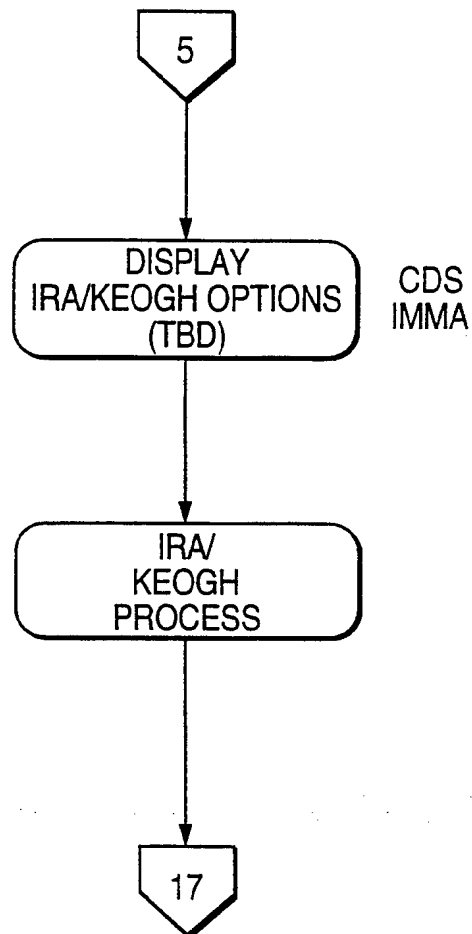 5
DISPLAY
IRA/KEOGH OPTIONS
(TBD)
CDS
IMMA
IRA/
KEOGH
PROCESS
17